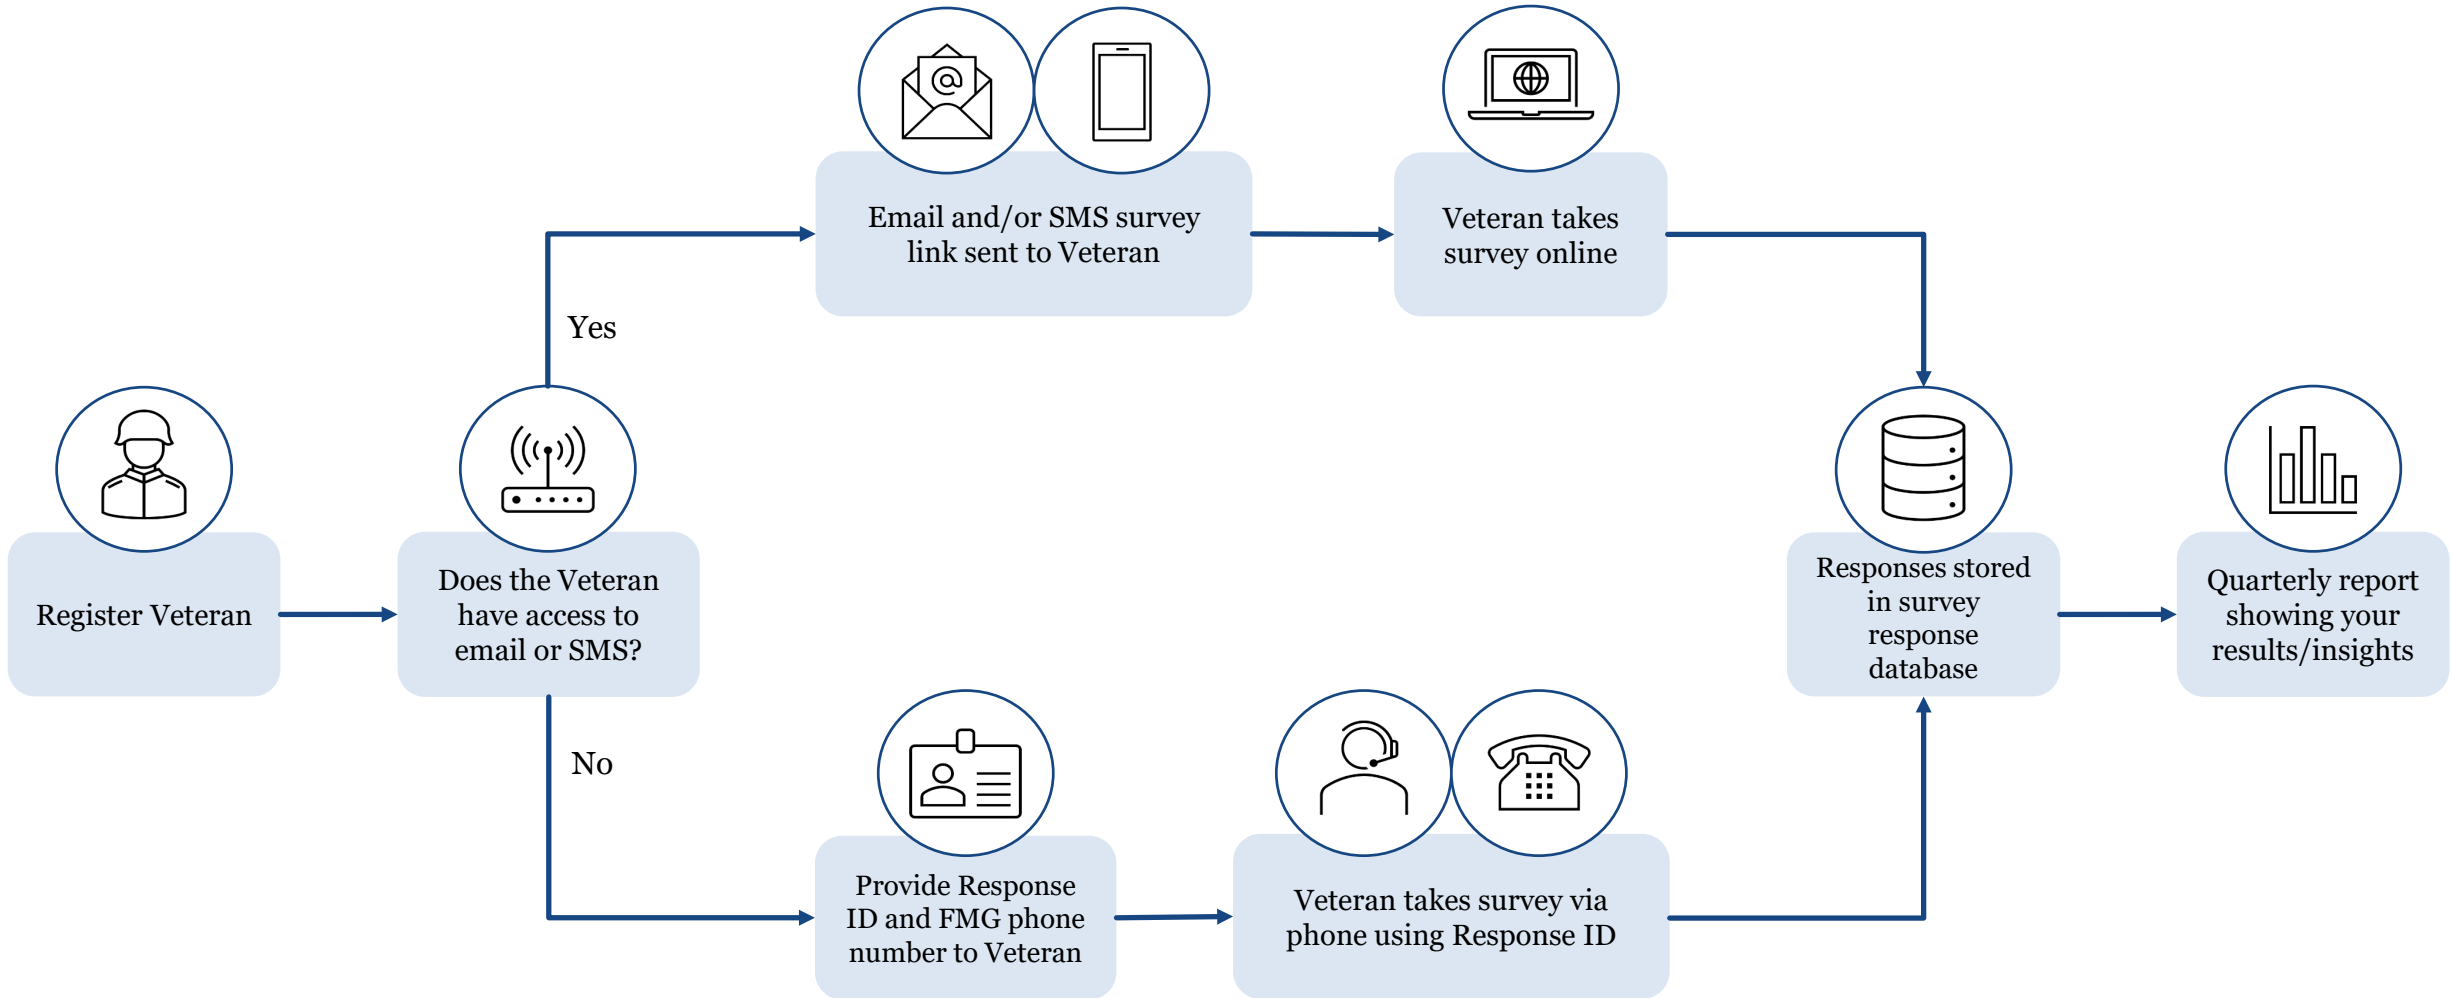 Register Veteran
Does the Veteran
have access to
email or SMS?
Yes
Email and/or SMS survey
link sent to Veteran
Veteran takes
survey online
No
Provide Response
ID and FMG phone
number to Veteran
Veteran takes survey via
phone using Response ID
Responses stored
in survey
response
database
Quarterly report
showing your
results/insights